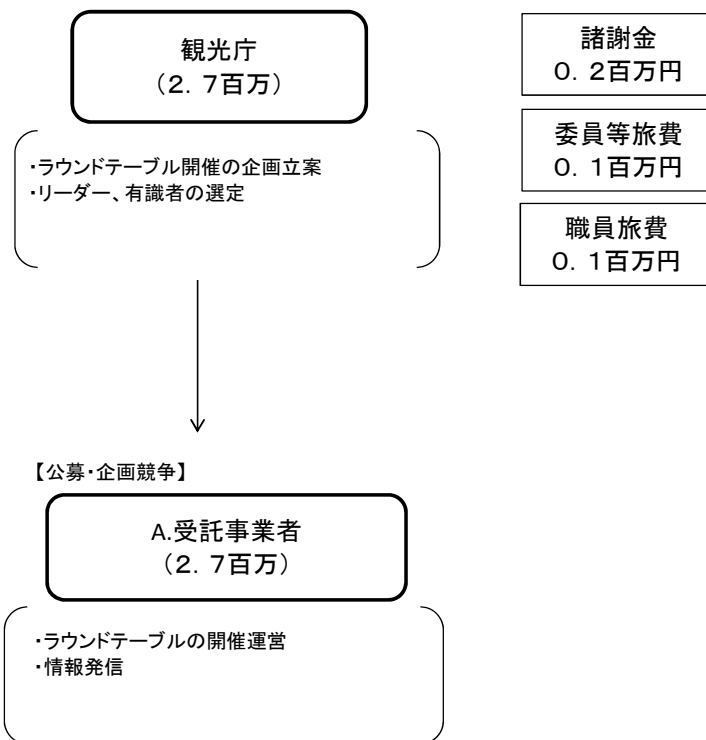 観光庁
（２．７百万）
・ラウンドテーブル開催の企画立案
・リーダー、有識者の選定
諸謝金
０．２百万円
委員等旅費
０．１百万円
職員旅費
０．１百万円
【公募・企画競争】
A.受託事業者
（２．７百万）
・ラウンドテーブルの開催運営
・情報発信